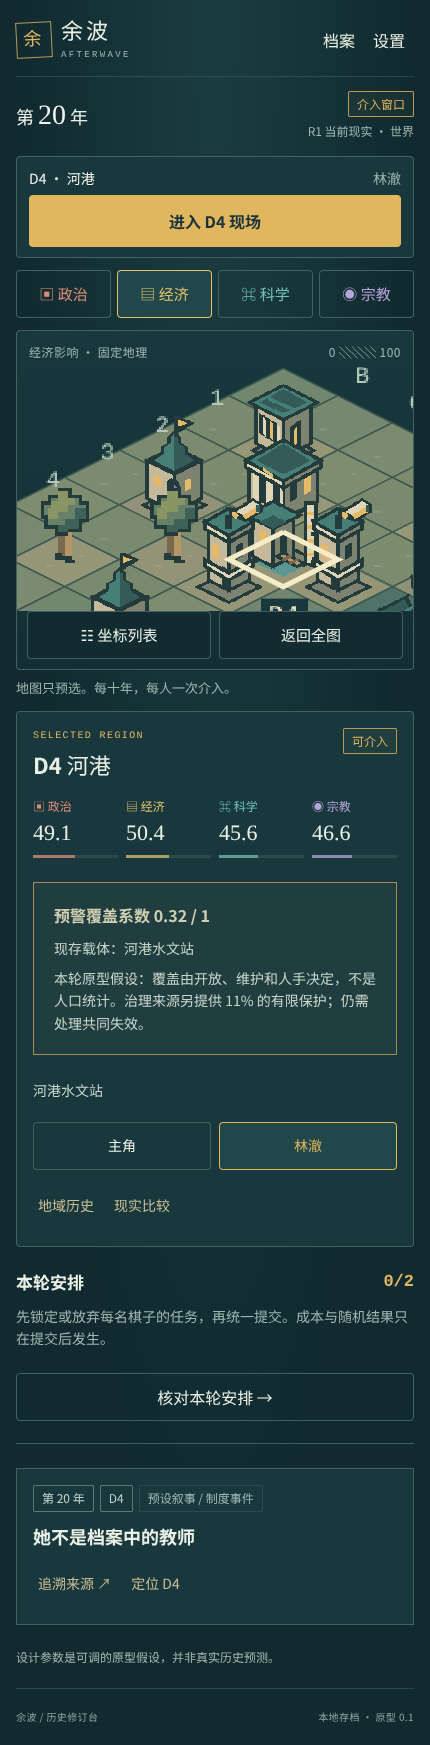 余 余波
AFTERWAVE
档案 设置
第 20 年
介入窗口
R1 当前现实 · 世界
D4 · 河港 林澈
进入 D4 现场
政治 经济 科学 宗教
经济影响 · 固定地理 0 100
B
1
2
3
4
坐标列表 返回全图
地图只预选。每十年，每人一次介入。
SELECTED REGION
可介入
D4 河港
政治 经济 科学 宗教
49.1 50.4 45.6 46.6
预警覆盖系数 0.32 / 1
现存载体：河港水文站
本轮原型假设：覆盖由开放、维护和人手决定，不是
人口统计。治理来源另提供 11% 的有限保护；仍需
处理共同失效。
河港水文站
主角 林澈
地域历史 现实比较
本轮安排 0/2
先锁定或放弃每名棋子的任务，再统一提交。成本与随机结果只
在提交后发生。
核对本轮安排 →
第 20 年 D4 预设叙事 / 制度事件
她不是档案中的教师
追溯来源 ↗ 定位 D4
设计参数是可调的原型假设，并非真实历史预测。
余波 / 历史修订台 本地存档 · 原型 0.1